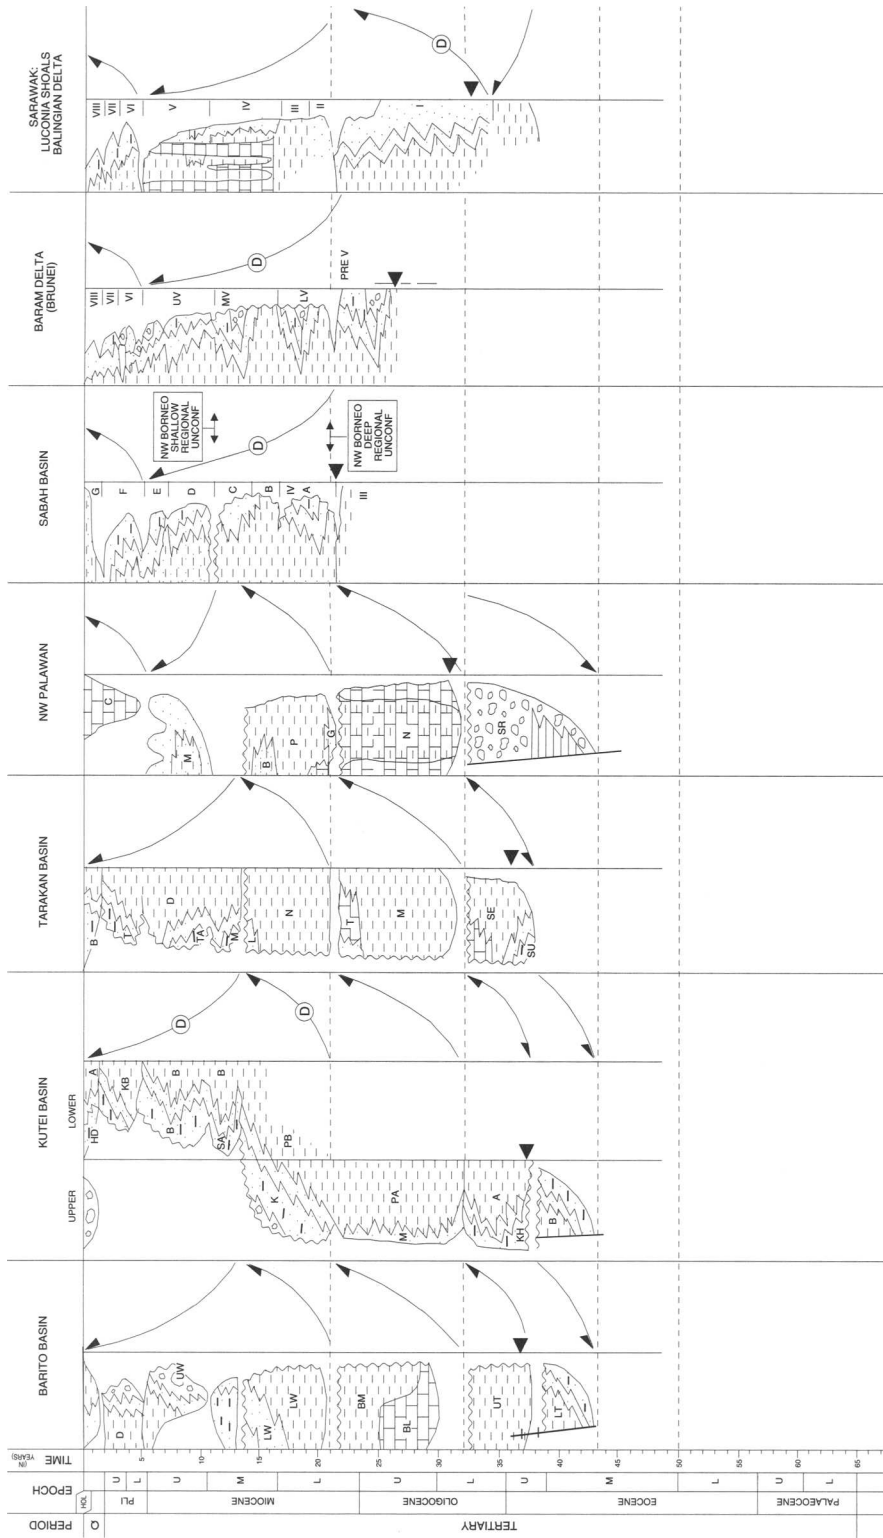 PERIOD
EPOCH
TIME
(IN YEARS)
BARITO BASIN
KUTEI BASIN
UPPER
LOWER
TARAKAN BASIN
NW PALAWAN
SABAH BASIN
BARAM DELTA
(BRUNEI)
SARAWAK:
LUCONIA SHOALS
BALINGIAN DELTA
Q
TERTIARY
HOL
PLI
MIOCENE
OLIGOCENE
EOCENE
PALAEOCENE
U
L
U
M
L
U
L
U
M
L
U
L
5
10
15
20
25
30
35
40
45
50
55
60
65
D
UW
LW
LW
BM
BL
UT
LT
HD
A
KB
B
B
SA
B
PB
K
PA
M
A
KH
B
D
D
B
T
D
TA
M
L
N
T
M
SE
SU
C
M
B
P
G
N
SR
G
F
E
D
C
B
IV
A
III
NW BORNEO
SHALLOW
REGIONAL
UNCONF
D
NW BORNEO
DEEP
REGIONAL
UNCONF
VIII
VII
VI
UV
MV
LV
PRE V
D
VIII
VII
VI
V
IV
III
II
I
D